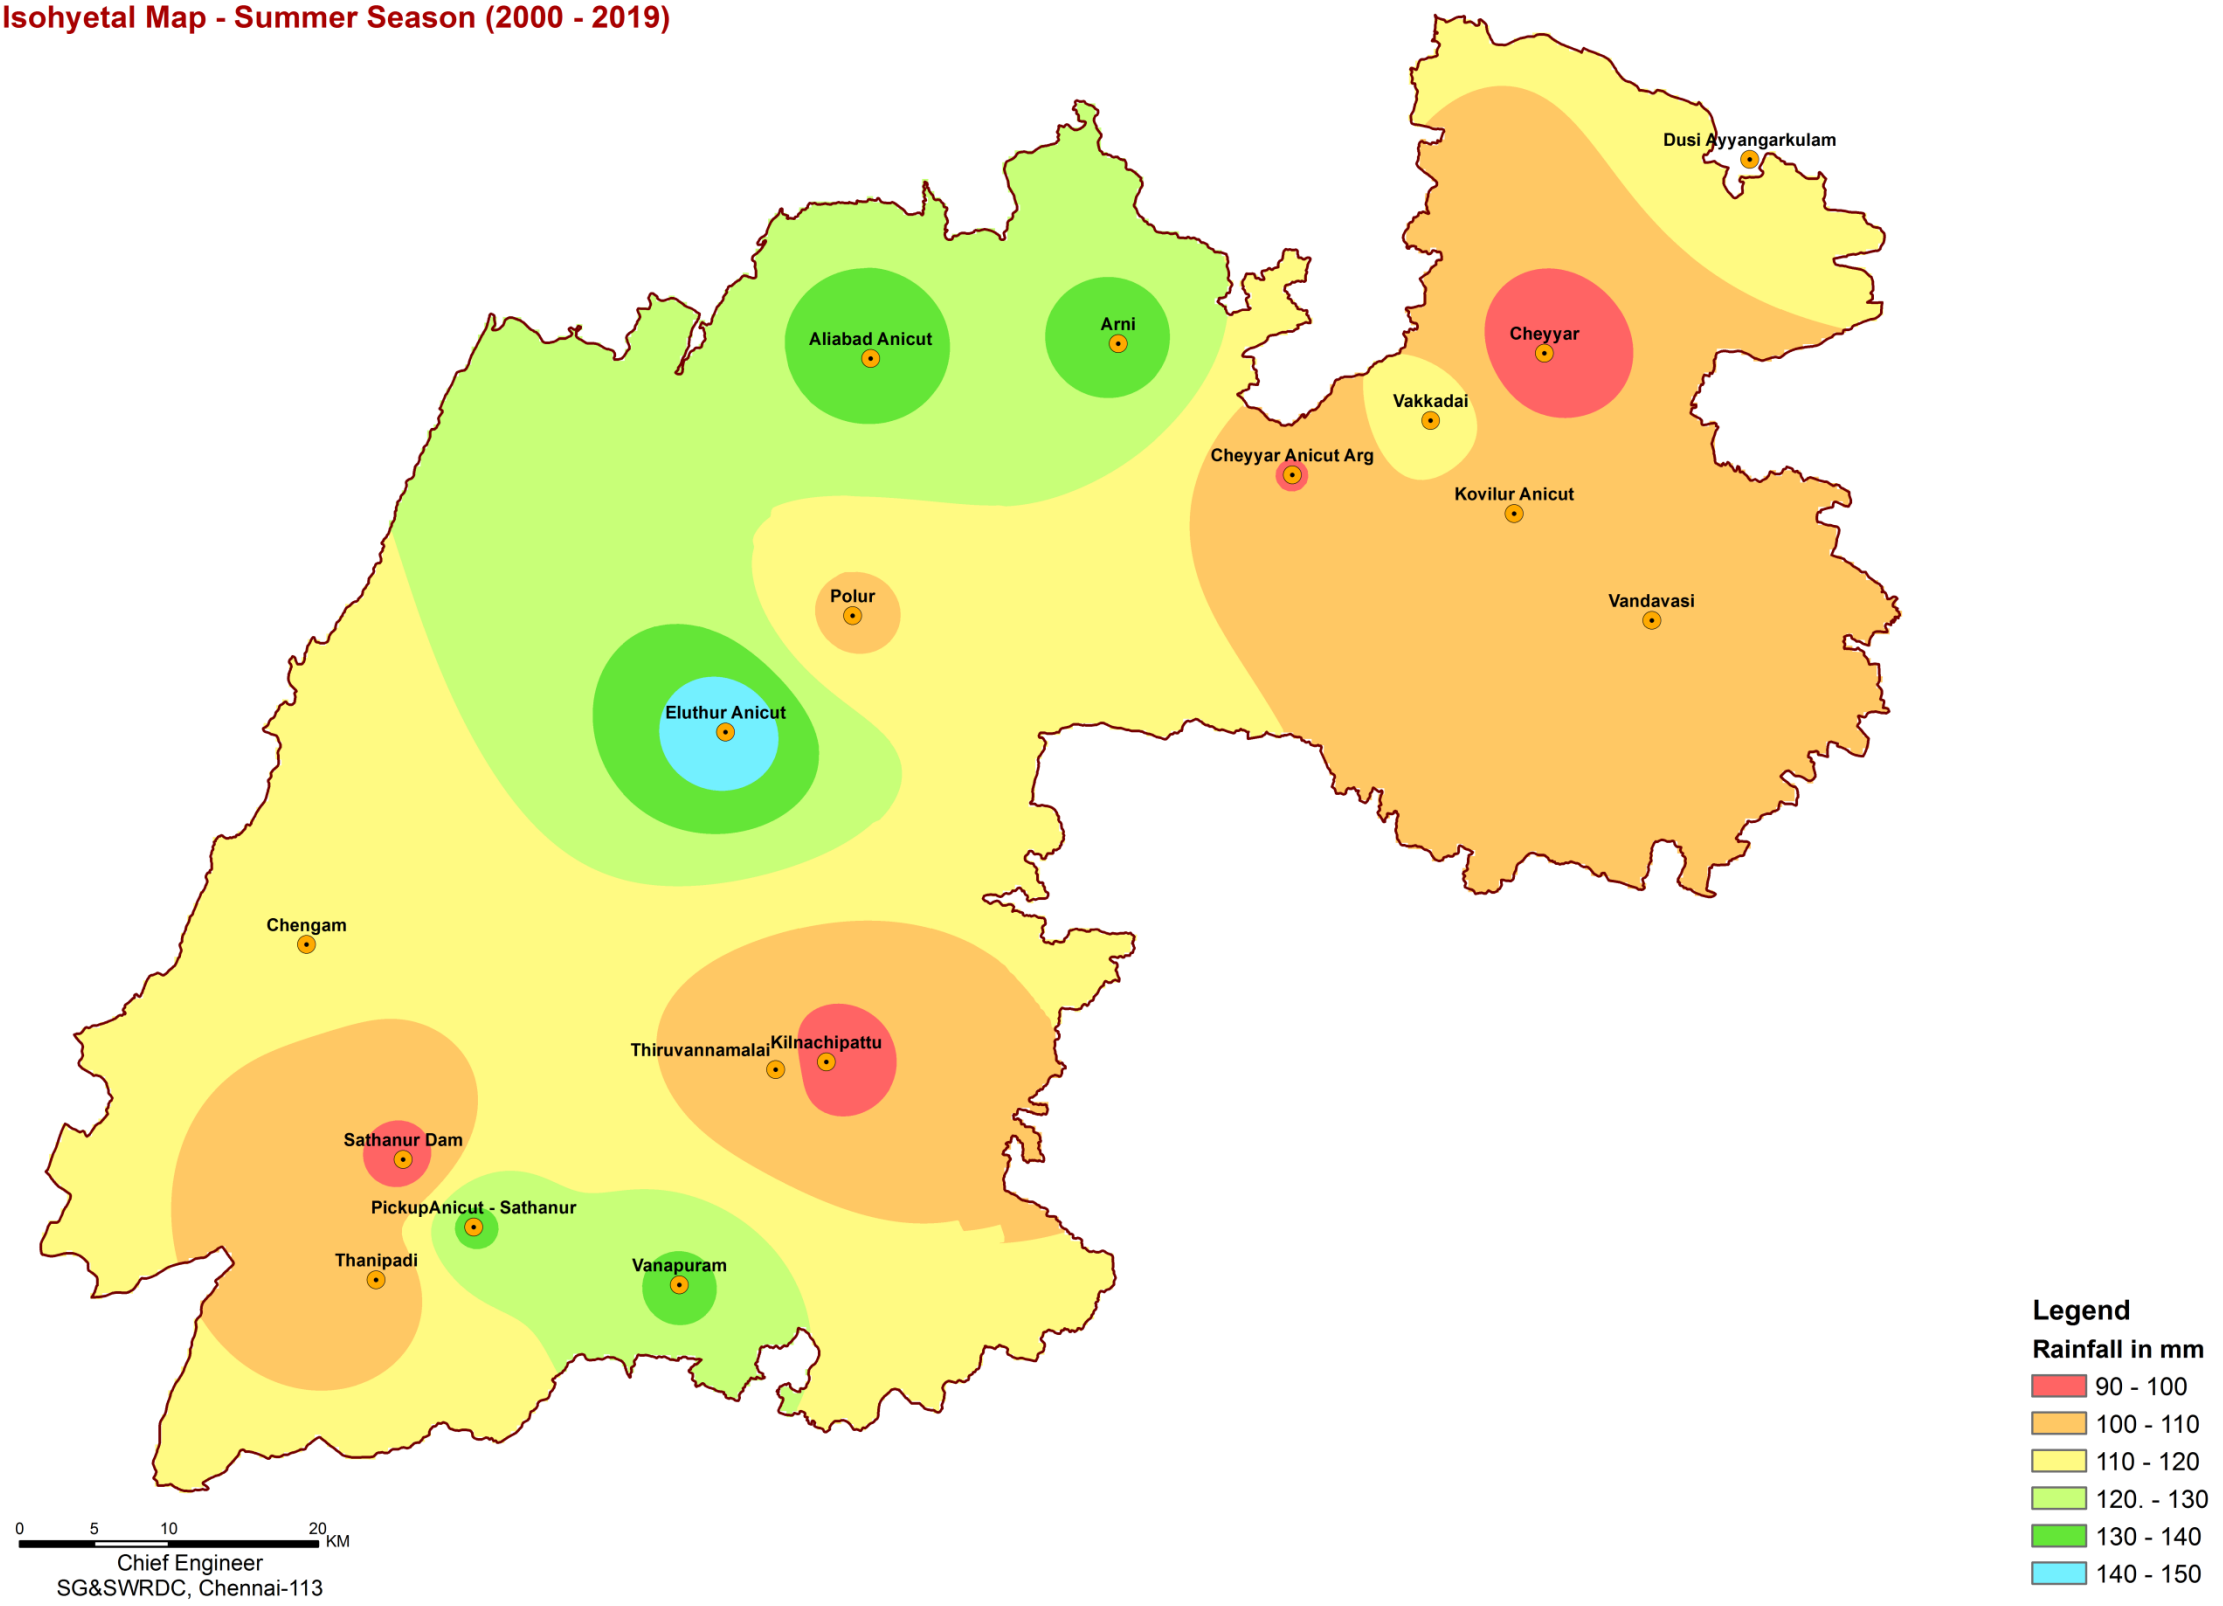 Isohyetal Map - Summer Season (2000 - 2019)
Dusi Ayyangarkulam
Arni
Cheyyar
Aliabad Anicut
Vakkadai
Cheyyar Anicut Arg
Kovilur Anicut
Polur
Vandavasi
Eluthur Anicut
Chengam
Kilnachipattu
Thiruvannamalai
Sathanur Dam
PickupAnicut - Sathanur
Thanipadi
Vanapuram
Legend
Rainfall in mm
90 - 100
100 - 110
110 - 120
120. - 130
130 - 140
140 - 150
0 5 10 20
KM
Chief Engineer
SG&SWRDC, Chennai-113